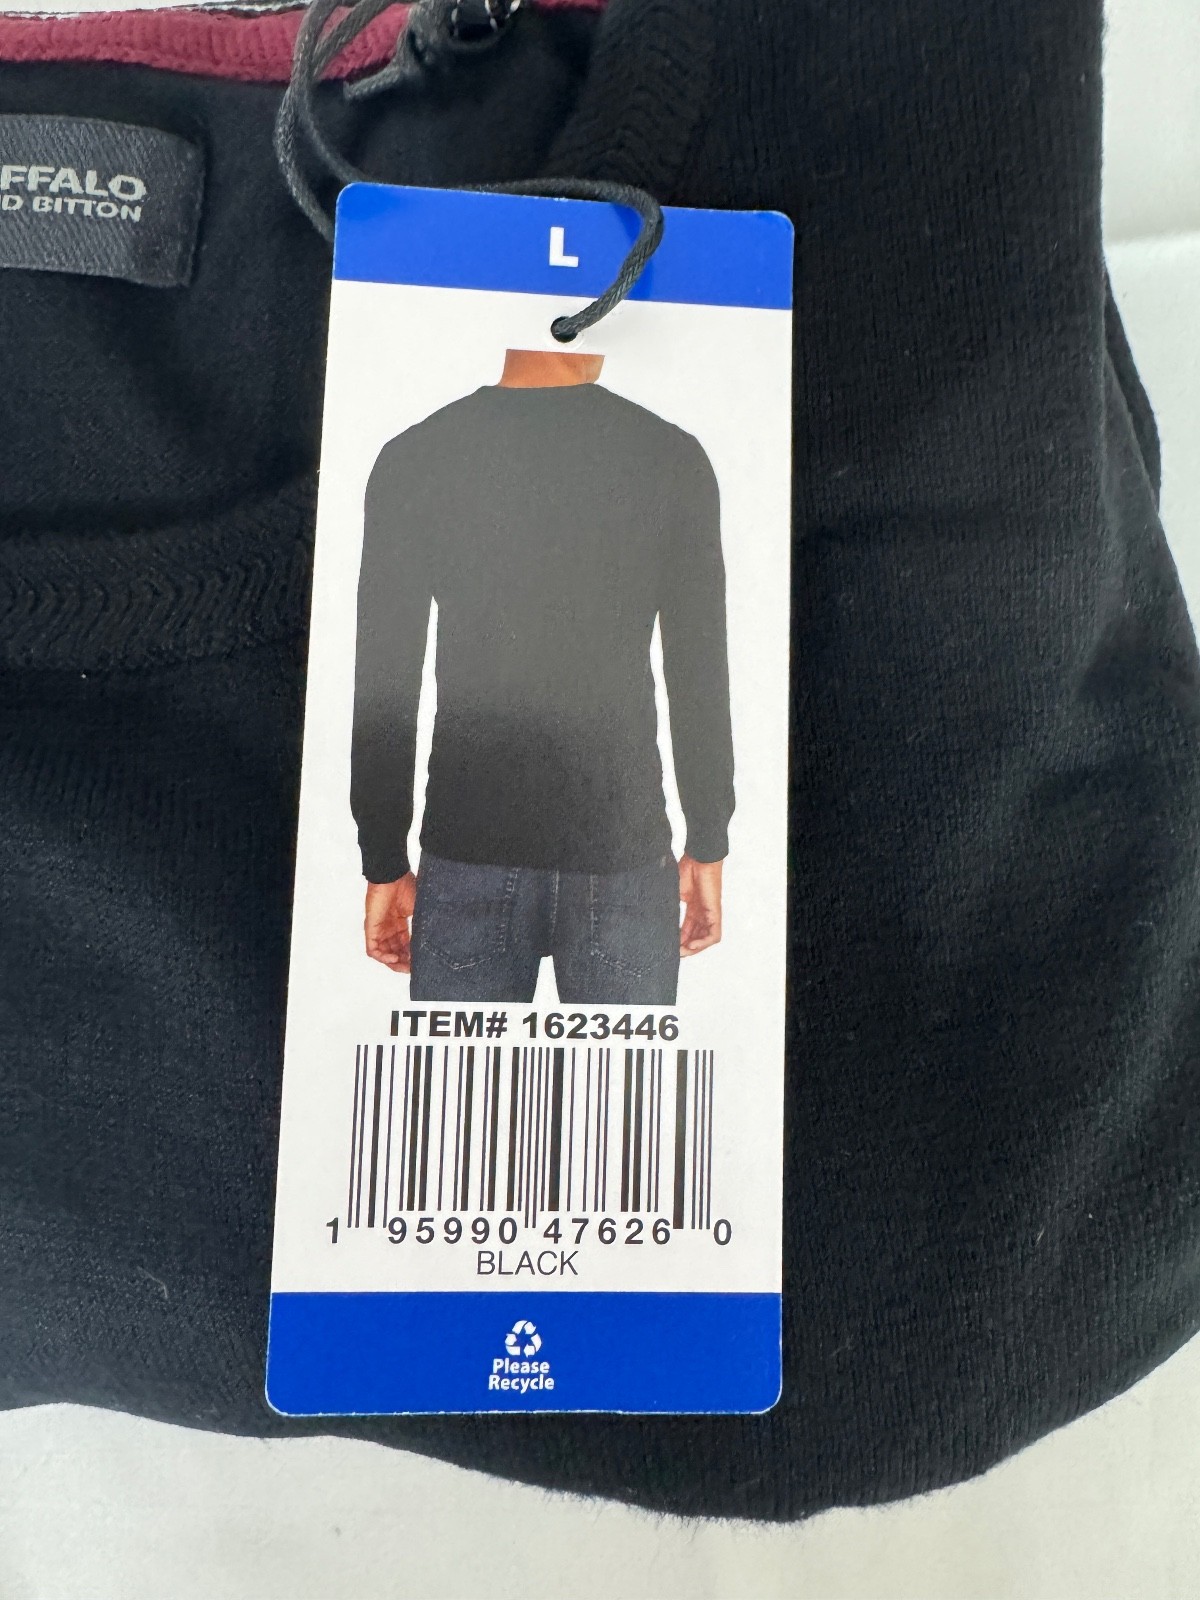 FFALO
D BITTON
L
ITEM# 1623446
1 95990 47626 0
BLACK
Please
Recycle